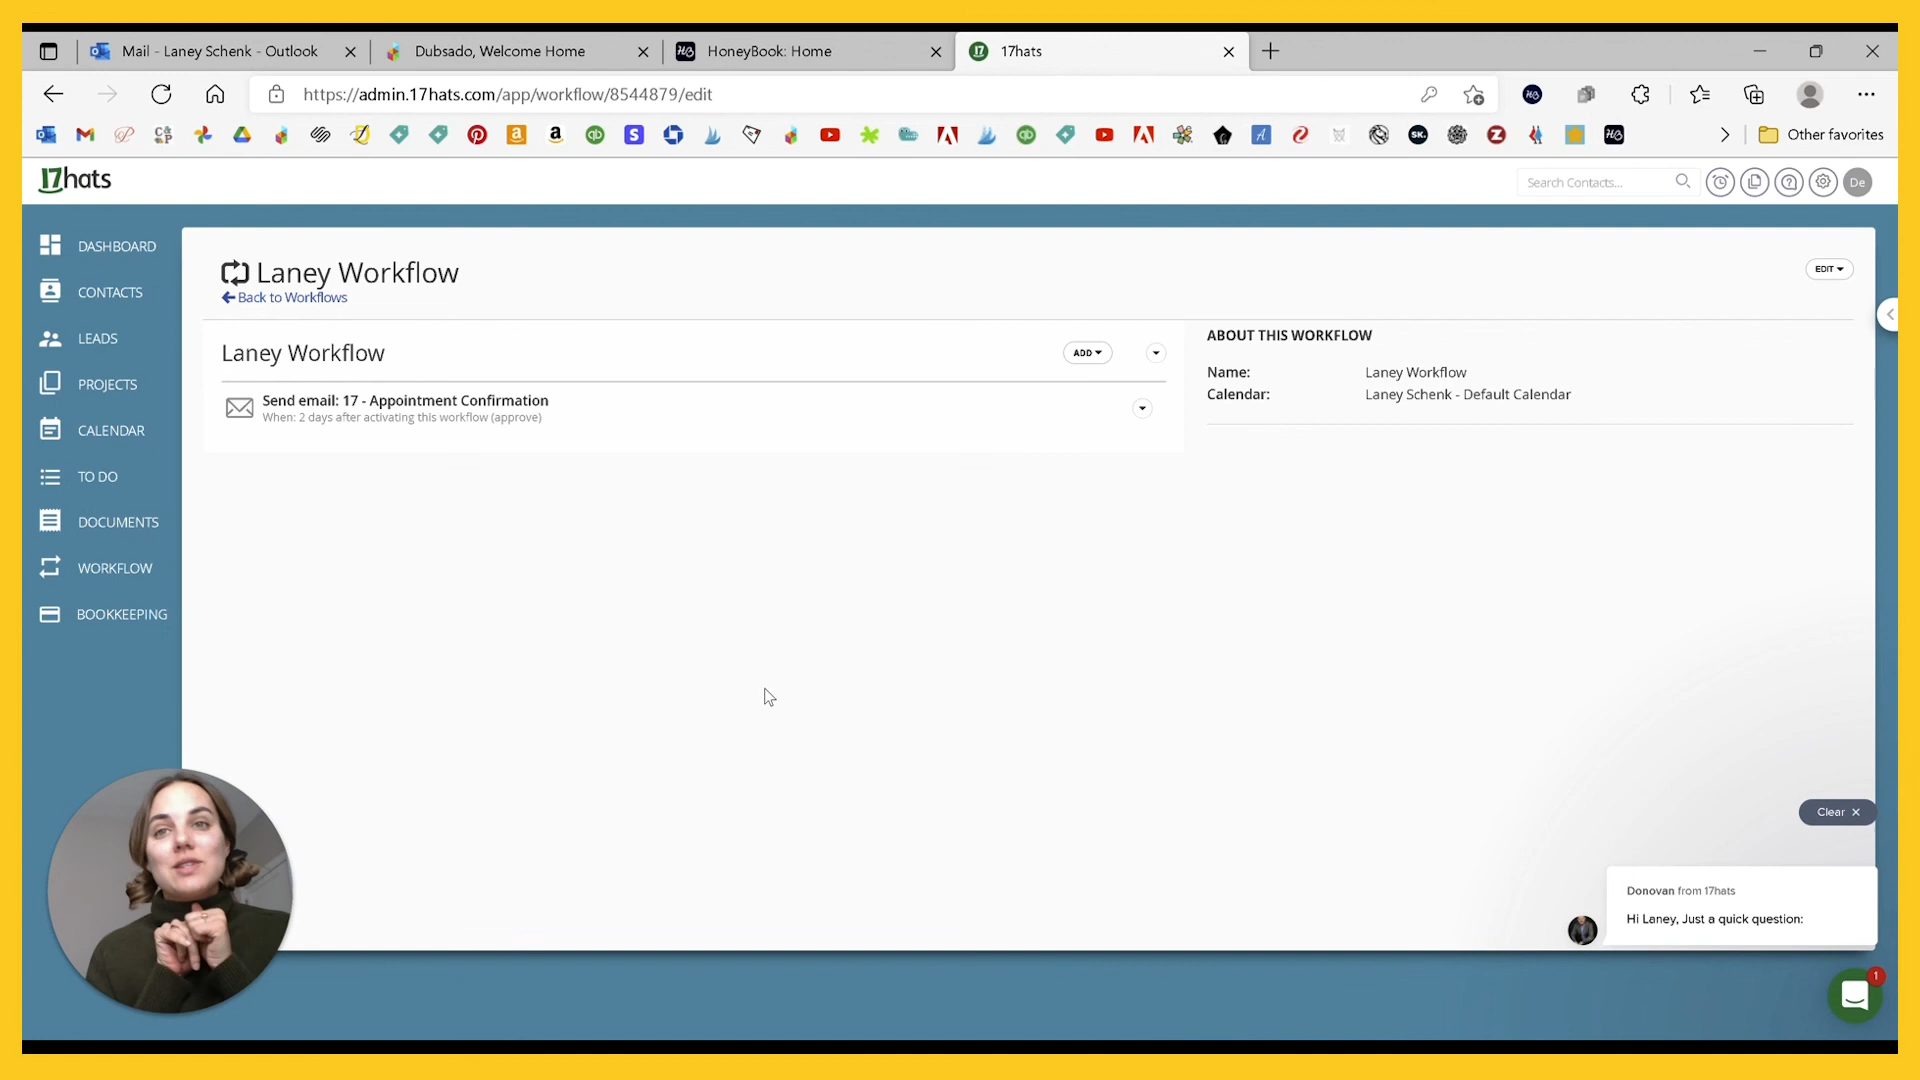 Mail - Laney Schenk - Outlook
Dubsado, Welcome Home
HoneyBook: Home
17hats
https://admin.17hats.com/app/workflow/8544879/edit
Other favorites
17hats
Search Contacts...
De
DASHBOARD
CONTACTS
LEADS
PROJECTS
CALENDAR
TO DO
DOCUMENTS
WORKFLOW
BOOKKEEPING
Laney Workflow
Back to Workflows
EDIT
Laney Workflow
ADD
Send email: 17 - Appointment Confirmation
When: 2 days after activating this workflow (approve)
ABOUT THIS WORKFLOW
Name: Laney Workflow
Calendar: Laney Schenk - Default Calendar
Clear
Donovan from 17hats
Hi Laney, Just a quick question:
1